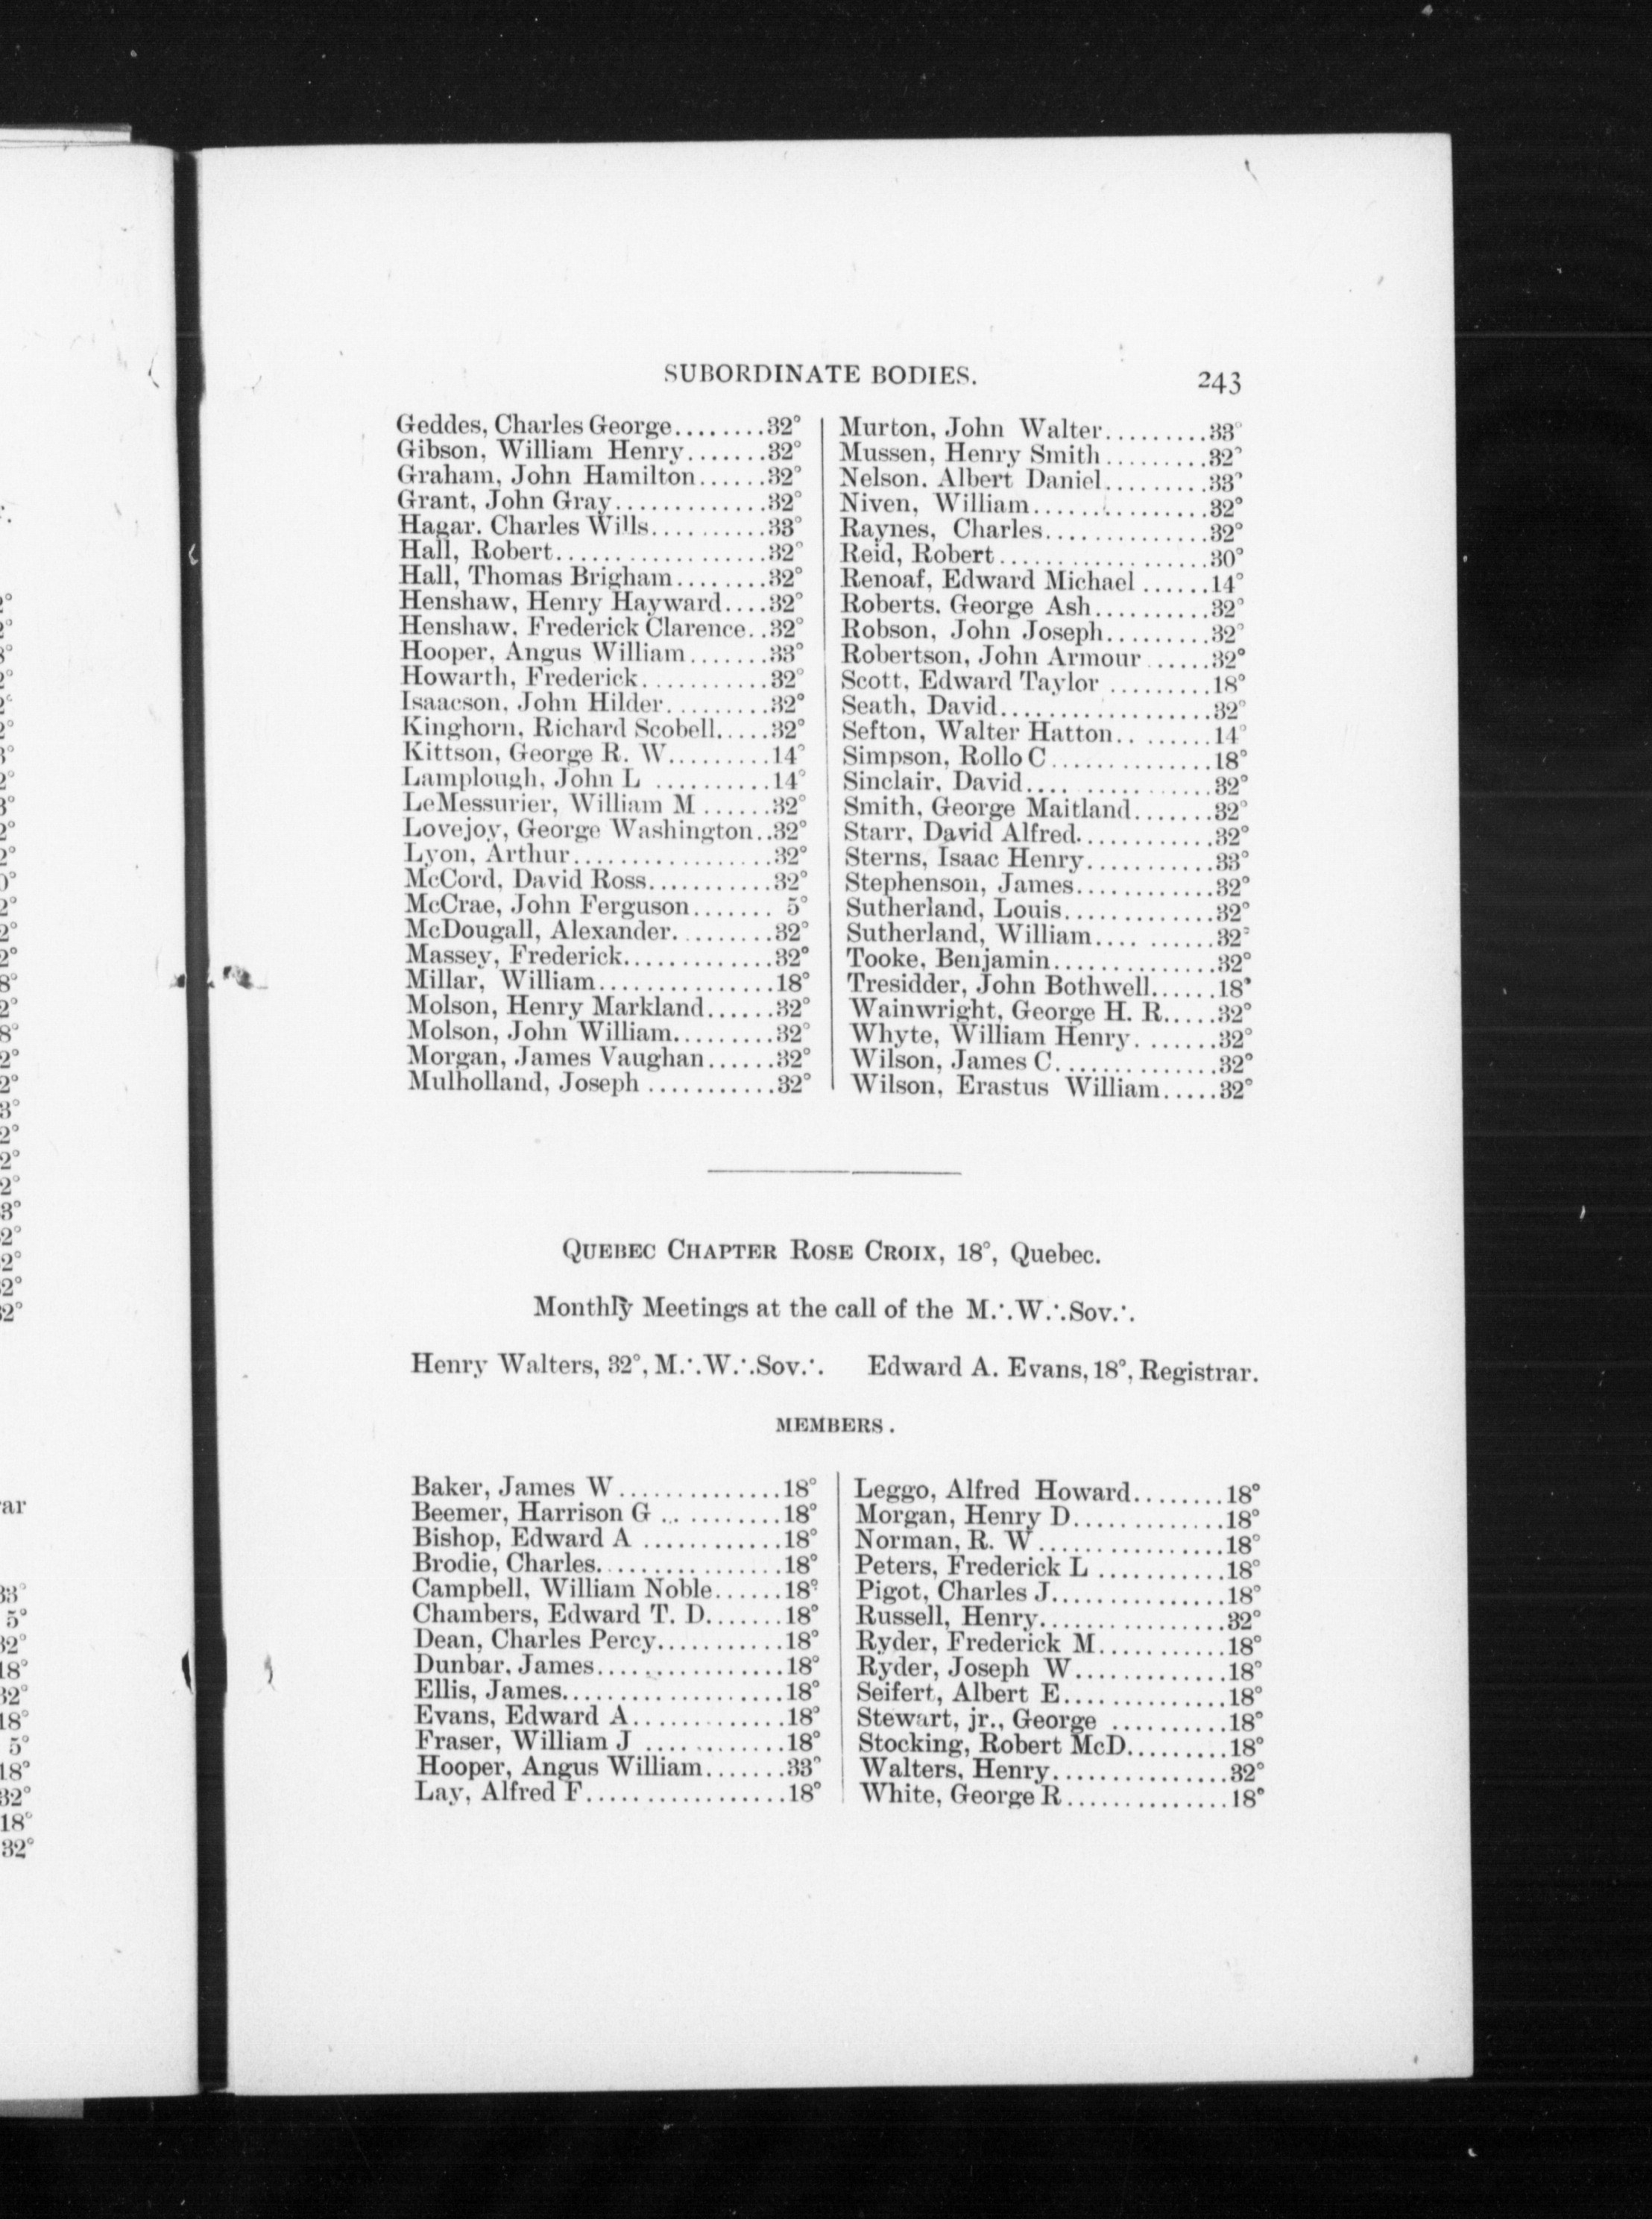 SUBORDINATE BODIES. 243
Geddes, Charles George........32°
Gibson, William Henry.......32°
Graham, John Hamilton......32°
Grant, John Gray.............32°
Hagar. Charles Wills..........33°
Hall, Robert..................32°
Hall, Thomas Brigham........32°
Henshaw, Henry Hayward....32°
Henshaw, Frederick Clarence..32°
Hooper, Angus William.......33°
Howarth, Frederick...........32°
Isaacson, John Hilder.........32°
Kinghorn, Richard Scobell.....32°
Kittson, George R. W.........14°
Lamplough, John L ..........14°
LeMessurier, William M ......32°
Lovejoy, George Washington..32°
Lyon, Arthur.................32°
McCord, David Ross...........32°
McCrae, John Ferguson....... 5°
McDougall, Alexander.........32°
Massey, Frederick.............32°
Millar, William...............18°
Molson, Henry Markland......32°
Molson, John William.........32°
Morgan, James Vaughan......32°
Mulholland, Joseph ...........32°
Murton, John Walter.........33°
Mussen, Henry Smith.........32°
Nelson. Albert Daniel.........33°
Niven, William...............32°
Raynes, Charles..............32°
Reid, Robert..................30°
Renoaf, Edward Michael ......14°
Roberts, George Ash..........32°
Robson, John Joseph.........32°
Robertson, John Armour ......32°
Scott, Edward Taylor .........18°
Seath, David..................32°
Sefton, Walter Hatton.. .......14°
Simpson, Rollo C..............18°
Sinclair, David.... ...........32°
Smith, George Maitland.......32°
Starr, David Alfred............32°
Sterns, Isaac Henry...........33°
Stephenson, James............32°
Sutherland, Louis.............32°
Sutherland, William.... ......32°
Tooke, Benjamin..............32°
Tresidder, John Bothwell......18°
Wainwright, George H. R.....32°
Whyte, William Henry. .......32°
Wilson, James C..............32°
Wilson, Erastus William.....32°
QUEBEC CHAPTER ROSE CROIX, 18°, Quebec.
Monthly Meetings at the call of the M∴W∴Sov∴
Henry Walters, 32°, M∴W∴Sov∴ Edward A. Evans, 18°, Registrar.
MEMBERS.
Baker, James W..............18°
Beemer, Harrison G ...........18°
Bishop, Edward A ............18°
Brodie, Charles................18°
Campbell, William Noble......18°
Chambers, Edward T. D.......18°
Dean, Charles Percy...........18°
Dunbar, James................18°
Ellis, James...................18°
Evans, Edward A.............18°
Fraser, William J ............18°
Hooper, Angus William.......33°
Lay, Alfred F.................18°
Leggo, Alfred Howard........18°
Morgan, Henry D.............18°
Norman, R. W................18°
Peters, Frederick L ...........18°
Pigot, Charles J...............18°
Russell, Henry................32°
Ryder, Frederick M...........18°
Ryder, Joseph W.............18°
Seifert, Albert E..............18°
Stewart, jr., George ..........18°
Stocking, Robert McD.........18°
Walters, Henry...............32°
White, George R..............18°